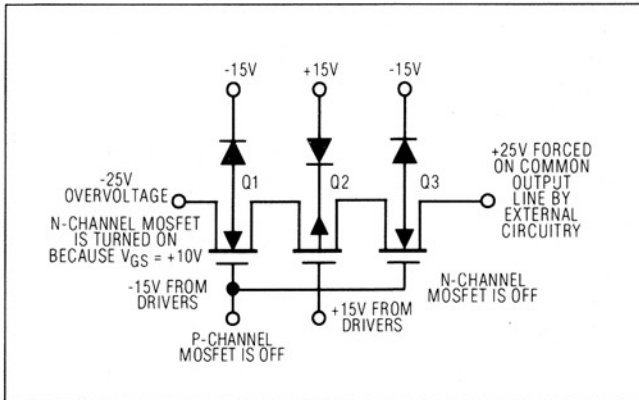 -15V
+15V
-15V
-25V
OVERVOLTAGE
Q1
Q2
Q3
+25V FORCED
ON COMMON
OUTPUT
LINE BY
EXTERNAL
CIRCUITRY
N-CHANNEL MOSFET
IS TURNED ON
BECAUSE VGS = +10V
-15V FROM
DRIVERS
+15V FROM
DRIVERS
N-CHANNEL
MOSFET IS OFF
P-CHANNEL
MOSFET IS OFF